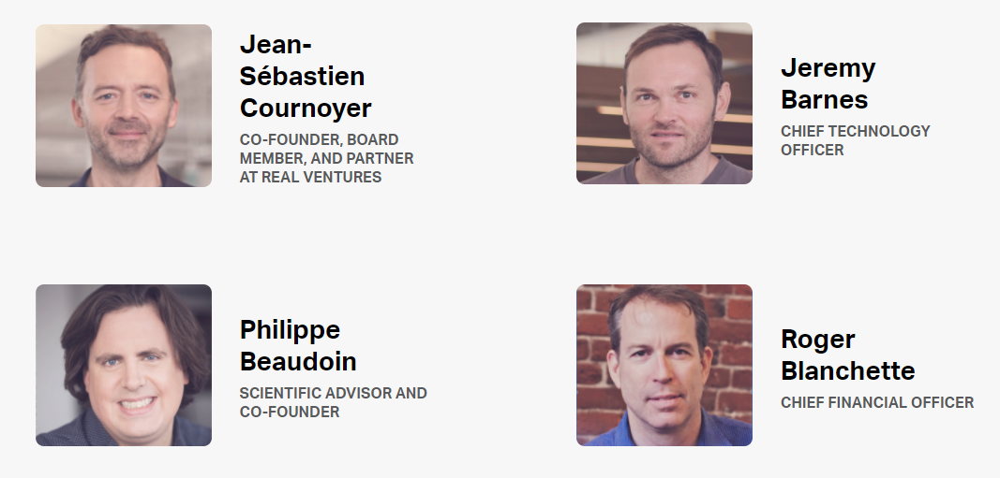 Jean-
Sébastien
Cournoyer
CO-FOUNDER, BOARD
MEMBER, AND PARTNER
AT REAL VENTURES
Jeremy
Barnes
CHIEF TECHNOLOGY
OFFICER
Philippe
Beaudoin
SCIENTIFIC ADVISOR AND
CO-FOUNDER
Roger
Blanchette
CHIEF FINANCIAL OFFICER